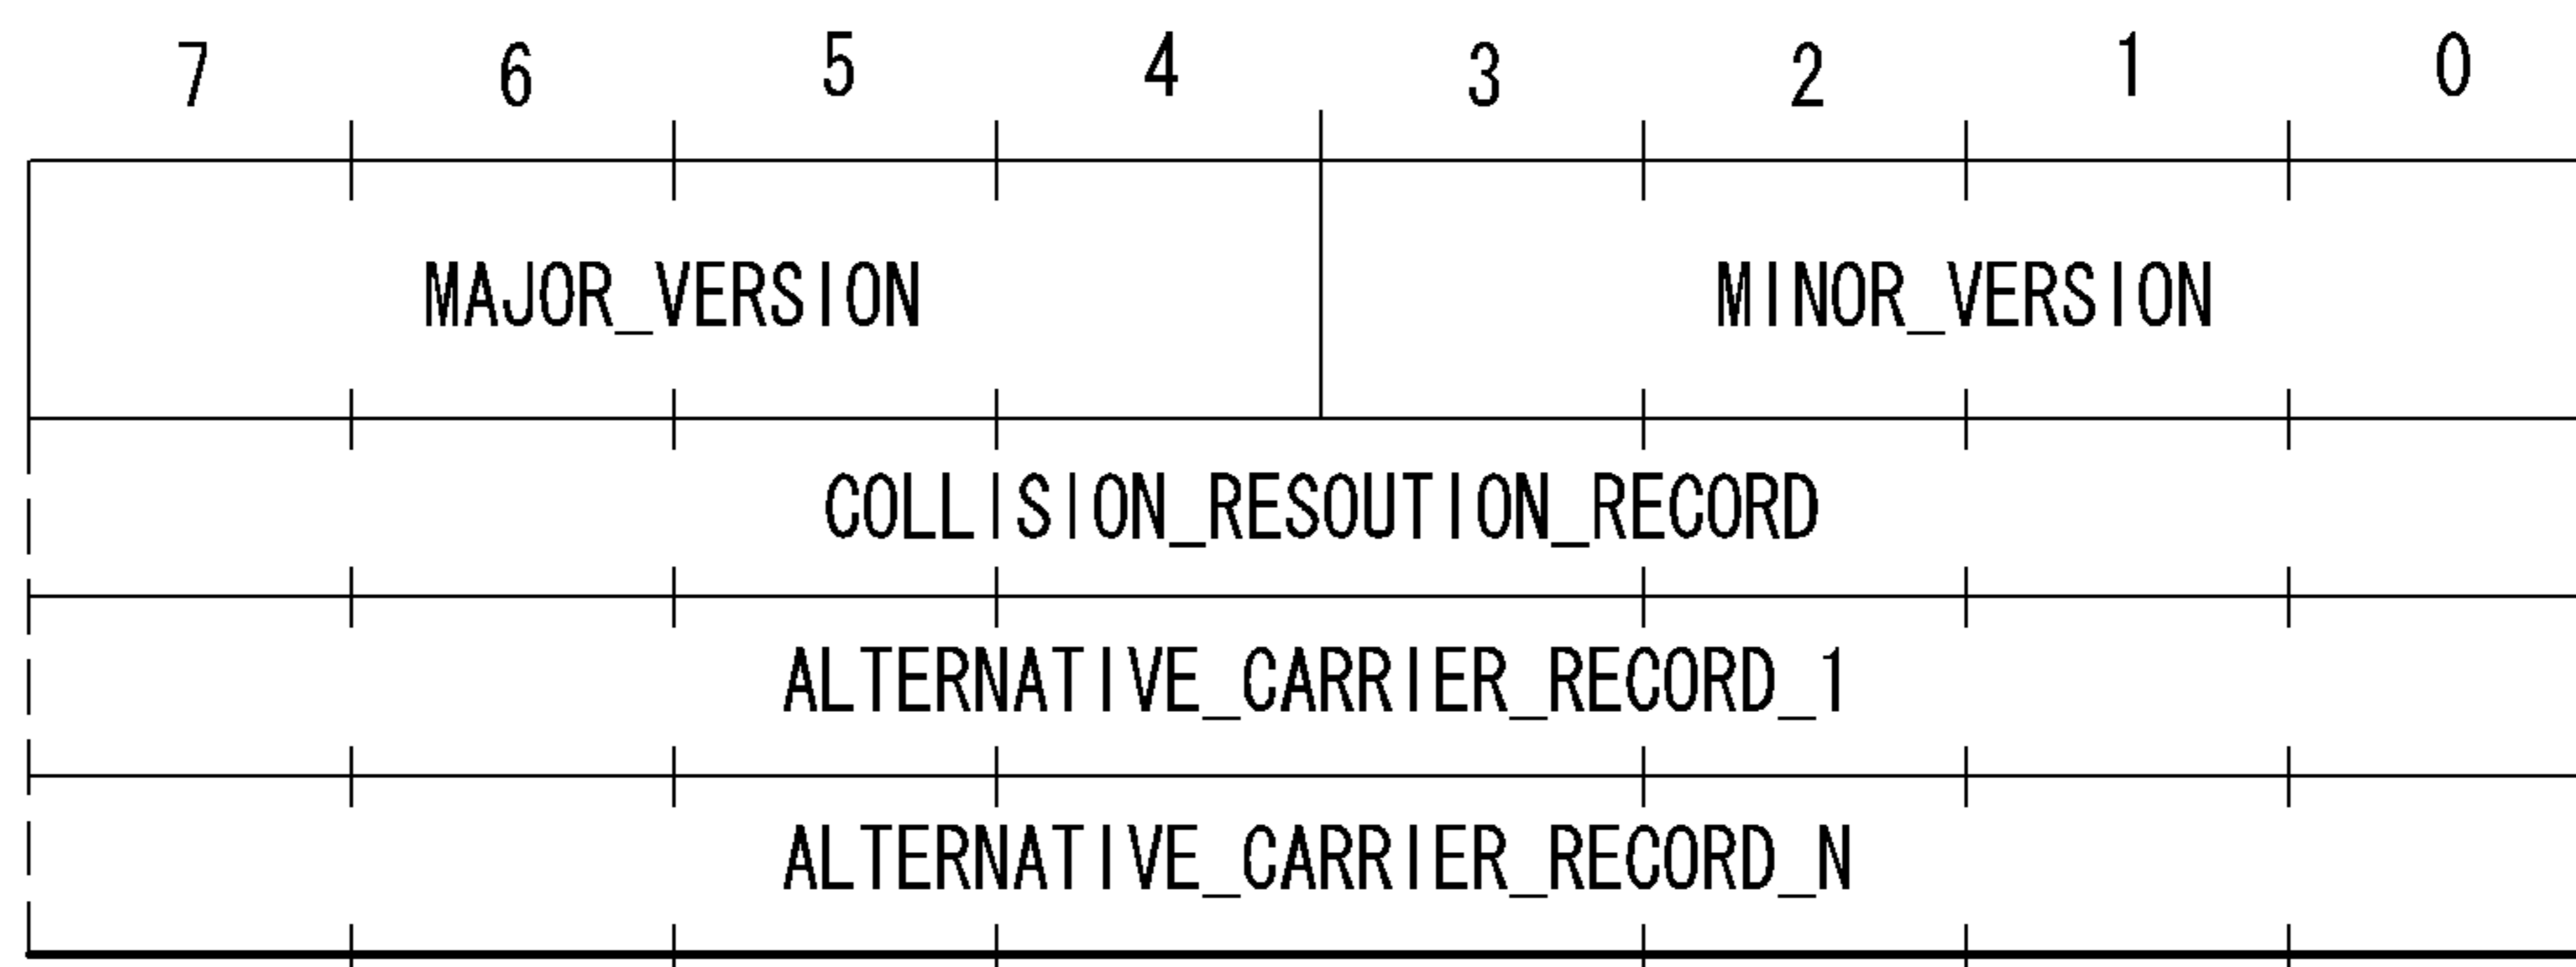 7 6 5 4 3 2 1 0
MAJOR_VERSION MINOR_VERSION
COLLISION_RESOUTION_RECORD
ALTERNATIVE_CARRIER_RECORD_1
ALTERNATIVE_CARRIER_RECORD_N